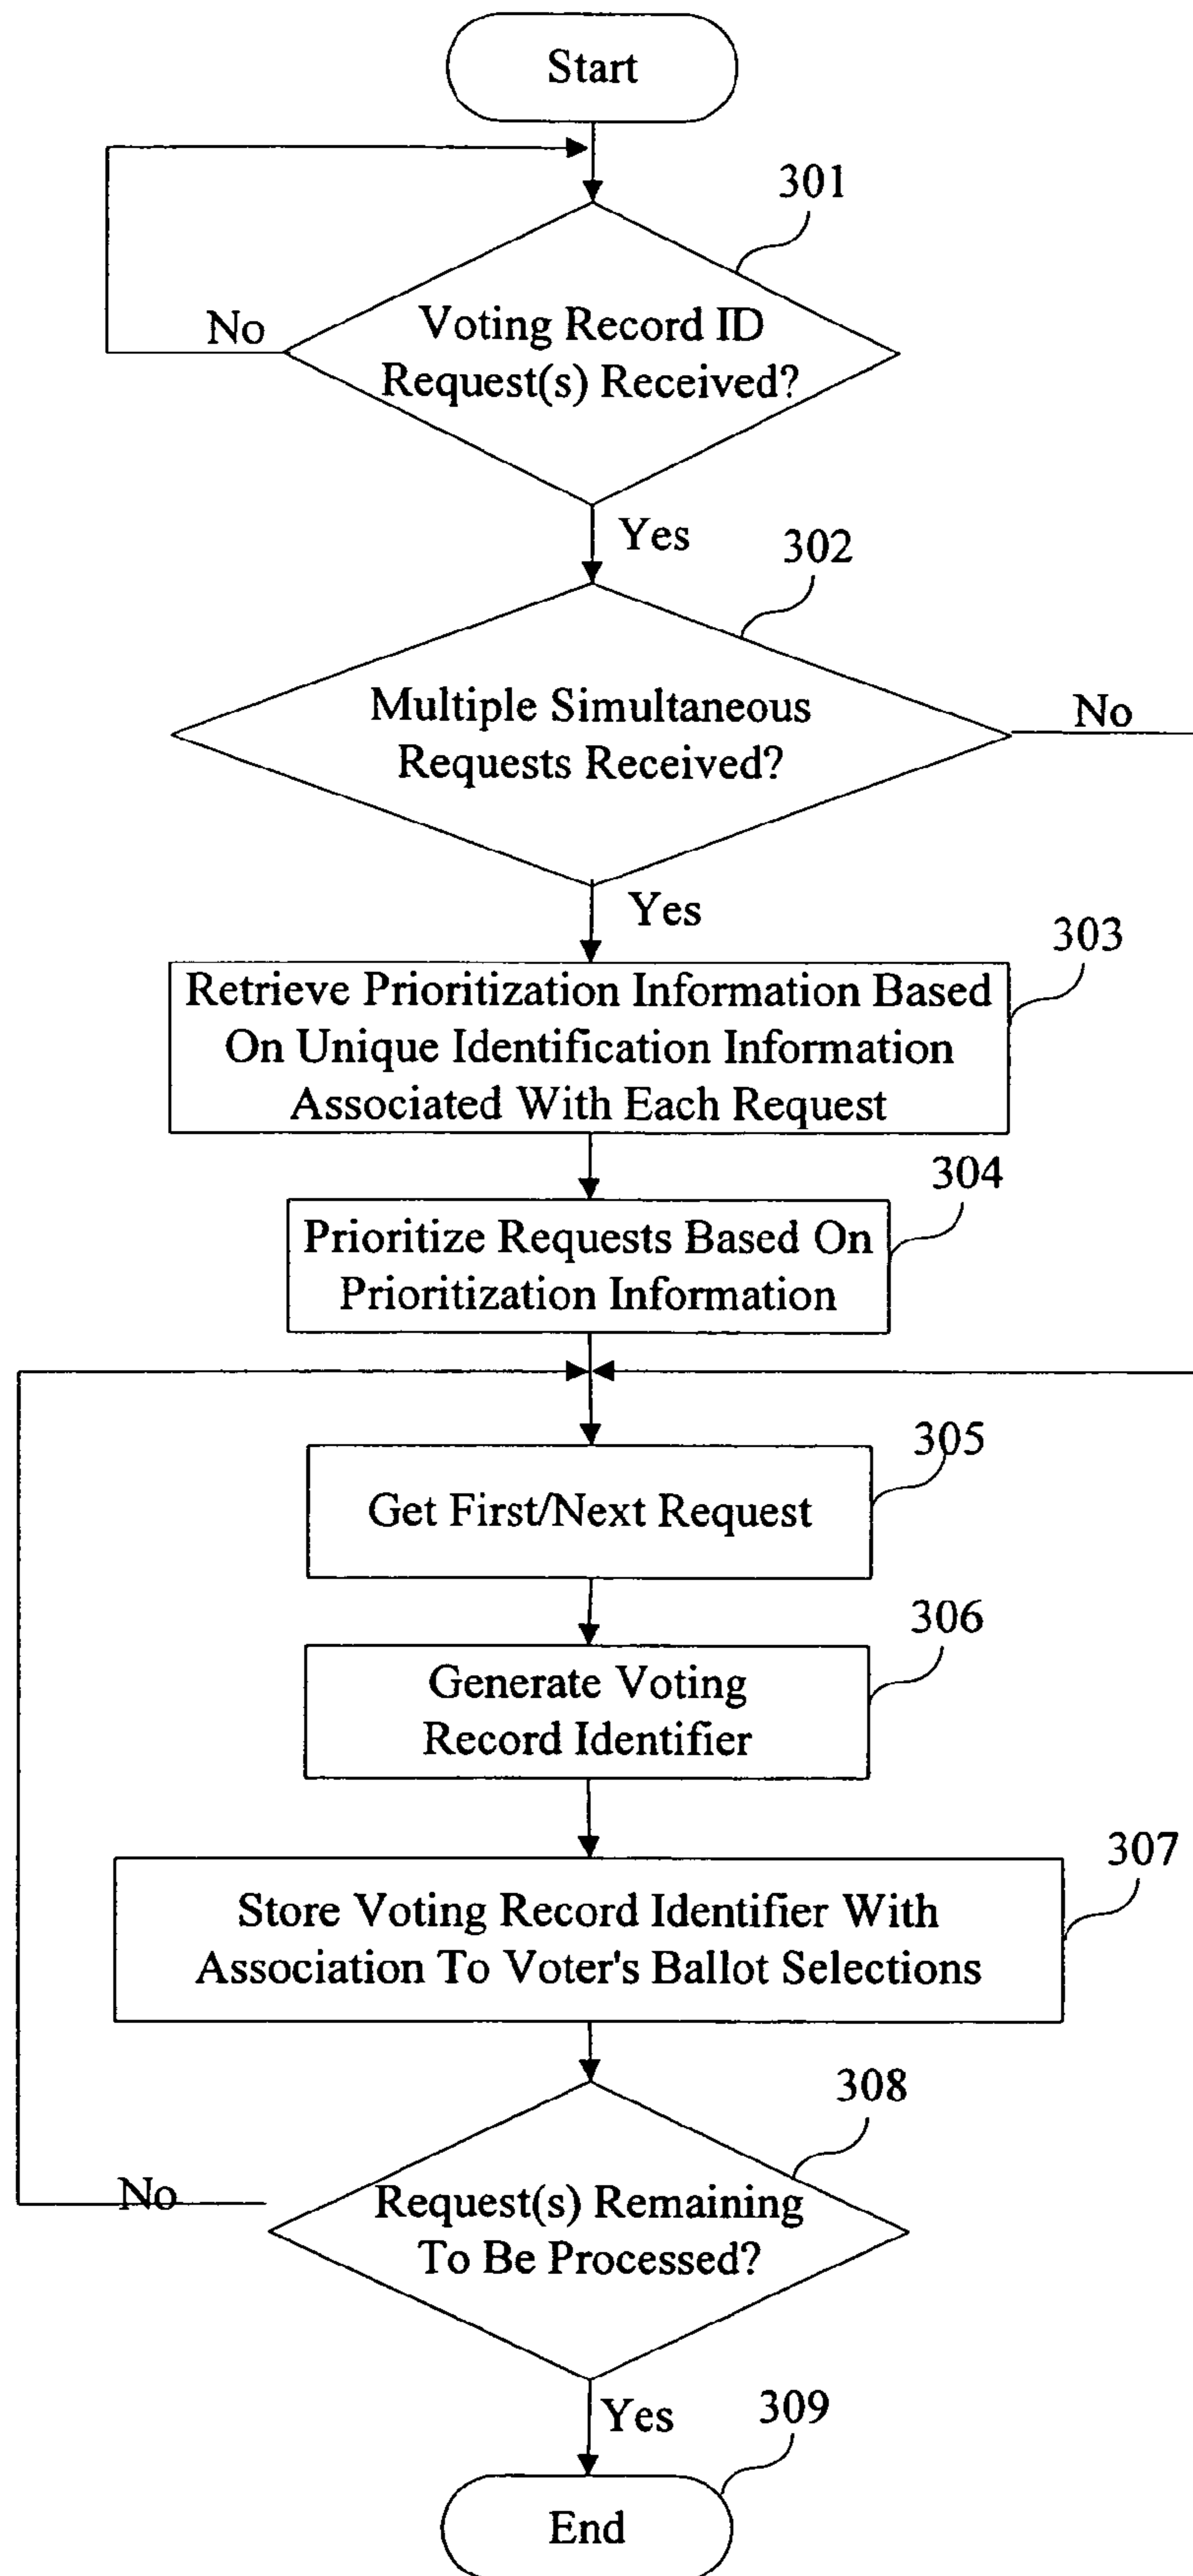 Start
301
No
Voting Record ID
Request(s) Received?
Yes
302
Multiple Simultaneous
Requests Received?
No
Yes
303
Retrieve Prioritization Information Based
On Unique Identification Information
Associated With Each Request
304
Prioritize Requests Based On
Prioritization Information
305
Get First/Next Request
306
Generate Voting
Record Identifier
307
Store Voting Record Identifier With
Association To Voter's Ballot Selections
308
No
Request(s) Remaining
To Be Processed?
Yes
309
End